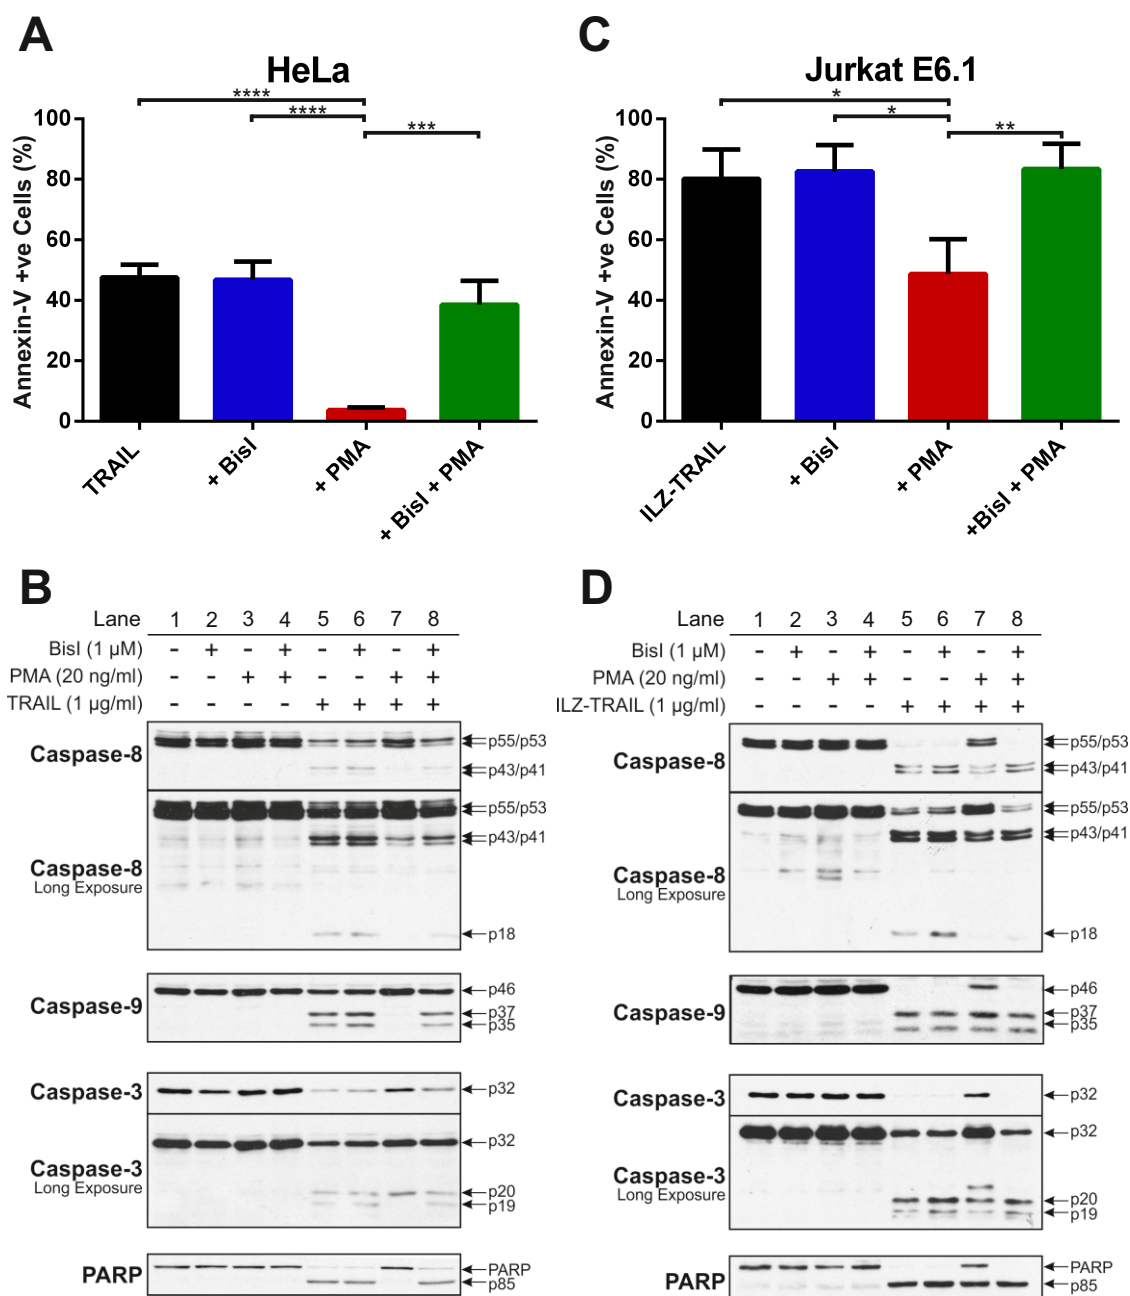 A
HeLa
****
****
***
Annexin-V +ve Cells (%)
100
80
60
40
20
0
TRAIL
+ BisI
+ PMA
+ BisI + PMA
C
Jurkat E6.1
*
*
**
Annexin-V +ve Cells (%)
100
80
60
40
20
0
ILZ-TRAIL
+ BisI
+ PMA
+BisI + PMA
B
Lane 1 2 3 4 5 6 7 8
BisI (1 µM) - + - + - + - +
PMA (20 ng/ml) - - + + - - + +
TRAIL (1 µg/ml) - - - - + + + +
Caspase-8
p55/p53
p43/p41
Caspase-8
Long Exposure
p55/p53
p43/p41
p18
Caspase-9
p46
p37
p35
Caspase-3
p32
Caspase-3
Long Exposure
p32
p20
p19
PARP
PARP
p85
D
Lane 1 2 3 4 5 6 7 8
BisI (1 µM) - + - + - + - +
PMA (20 ng/ml) - - + + - - + +
ILZ-TRAIL (1 µg/ml) - - - - + + + +
Caspase-8
p55/p53
p43/p41
Caspase-8
Long Exposure
p55/p53
p43/p41
p18
Caspase-9
p46
p37
p35
Caspase-3
p32
Caspase-3
Long Exposure
p32
p20
p19
PARP
PARP
p85